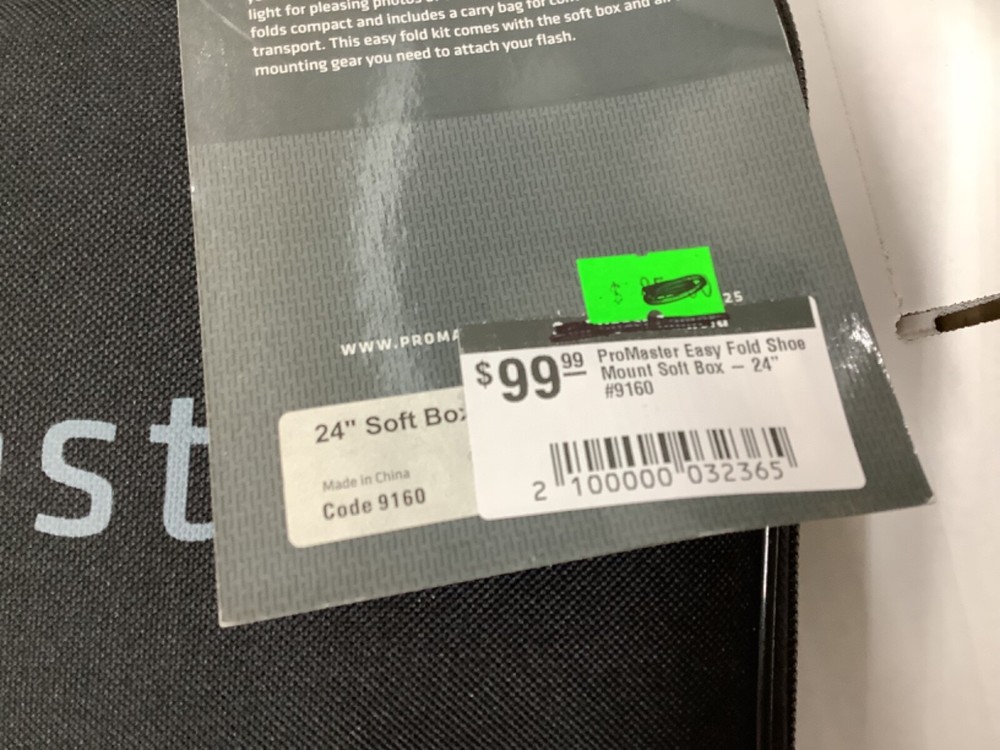 light for pleasing photos
folds compact and includes a carry bag for
transport. This easy fold kit comes with the soft box and
mounting gear you need to attach your flash.
$
25
WWW.PROMA
$99.99
ProMaster Easy Fold Shoe
Mount Soft Box – 24"
#9160
24" Soft Box
Made in China
Code 9160
2 100000 032365
st